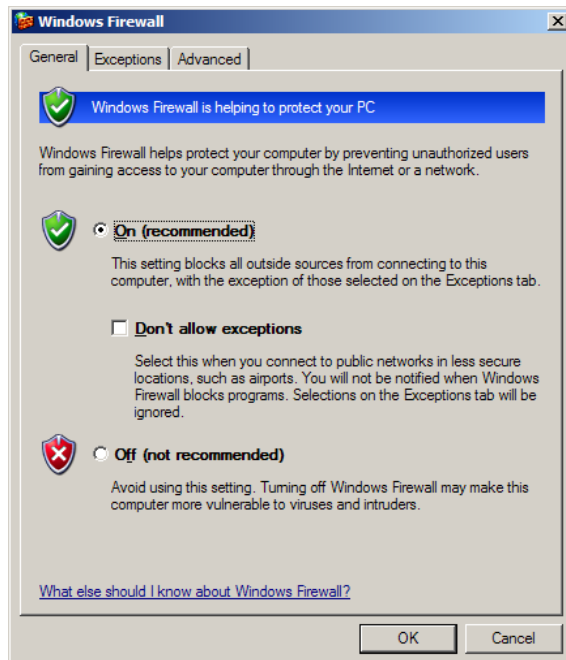 Windows Firewall
General Exceptions Advanced
Windows Firewall is helping to protect your PC
Windows Firewall helps protect your computer by preventing unauthorized users
from gaining access to your computer through the Internet or a network.
On (recommended)
This setting blocks all outside sources from connecting to this
computer, with the exception of those selected on the Exceptions tab.
Don't allow exceptions
Select this when you connect to public networks in less secure
locations, such as airports. You will not be notified when Windows
Firewall blocks programs. Selections on the Exceptions tab will be
ignored.
Off (not recommended)
Avoid using this setting. Turning off Windows Firewall may make this
computer more vulnerable to viruses and intruders.
What else should I know about Windows Firewall?
OK Cancel